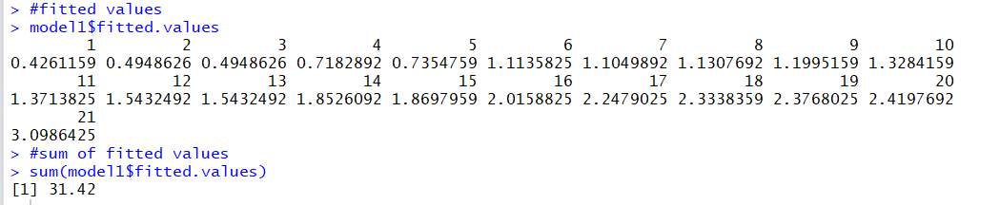 > #fitted values
> model1$fitted.values
1 2 3 4 5 6 7 8 9 10
0.4261159 0.4948626 0.4948626 0.7182892 0.7354759 1.1135825 1.1049892 1.1307692 1.1995159 1.3284159
11 12 13 14 15 16 17 18 19 20
1.3713825 1.5432492 1.5432492 1.8526092 1.8697959 2.0158825 2.2479025 2.3338359 2.3768025 2.4197692
21
3.0986425
> #sum of fitted values
> sum(model1$fitted.values)
[1] 31.42